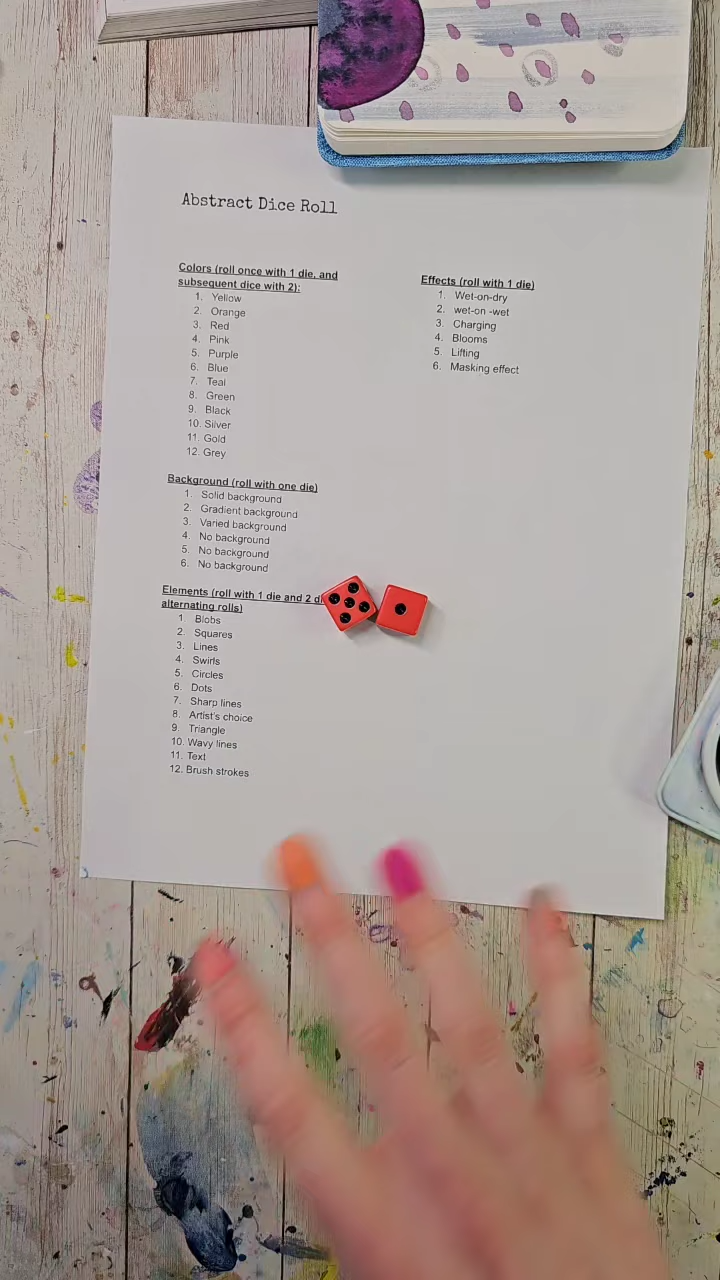 Abstract Dice Roll
Colors (roll once with 1 die, and
subsequent dice with 2):
1. Yellow
2. Orange
3. Red
4. Pink
5. Purple
6. Blue
7. Teal
8. Green
9. Black
10. Silver
11. Gold
12. Grey
Background (roll with one die)
1. Solid background
2. Gradient background
3. Varied background
4. No background
5. No background
6. No background
Elements (roll with 1 die and 2 di
alternating rolls)
1. Blobs
2. Squares
3. Lines
4. Swirls
5. Circles
6. Dots
7. Sharp lines
8. Artist's choice
9. Triangle
10. Wavy lines
11. Text
12. Brush strokes
Effects (roll with 1 die)
1. Wet-on-dry
2. wet-on -wet
3. Charging
4. Blooms
5. Lifting
6. Masking effect